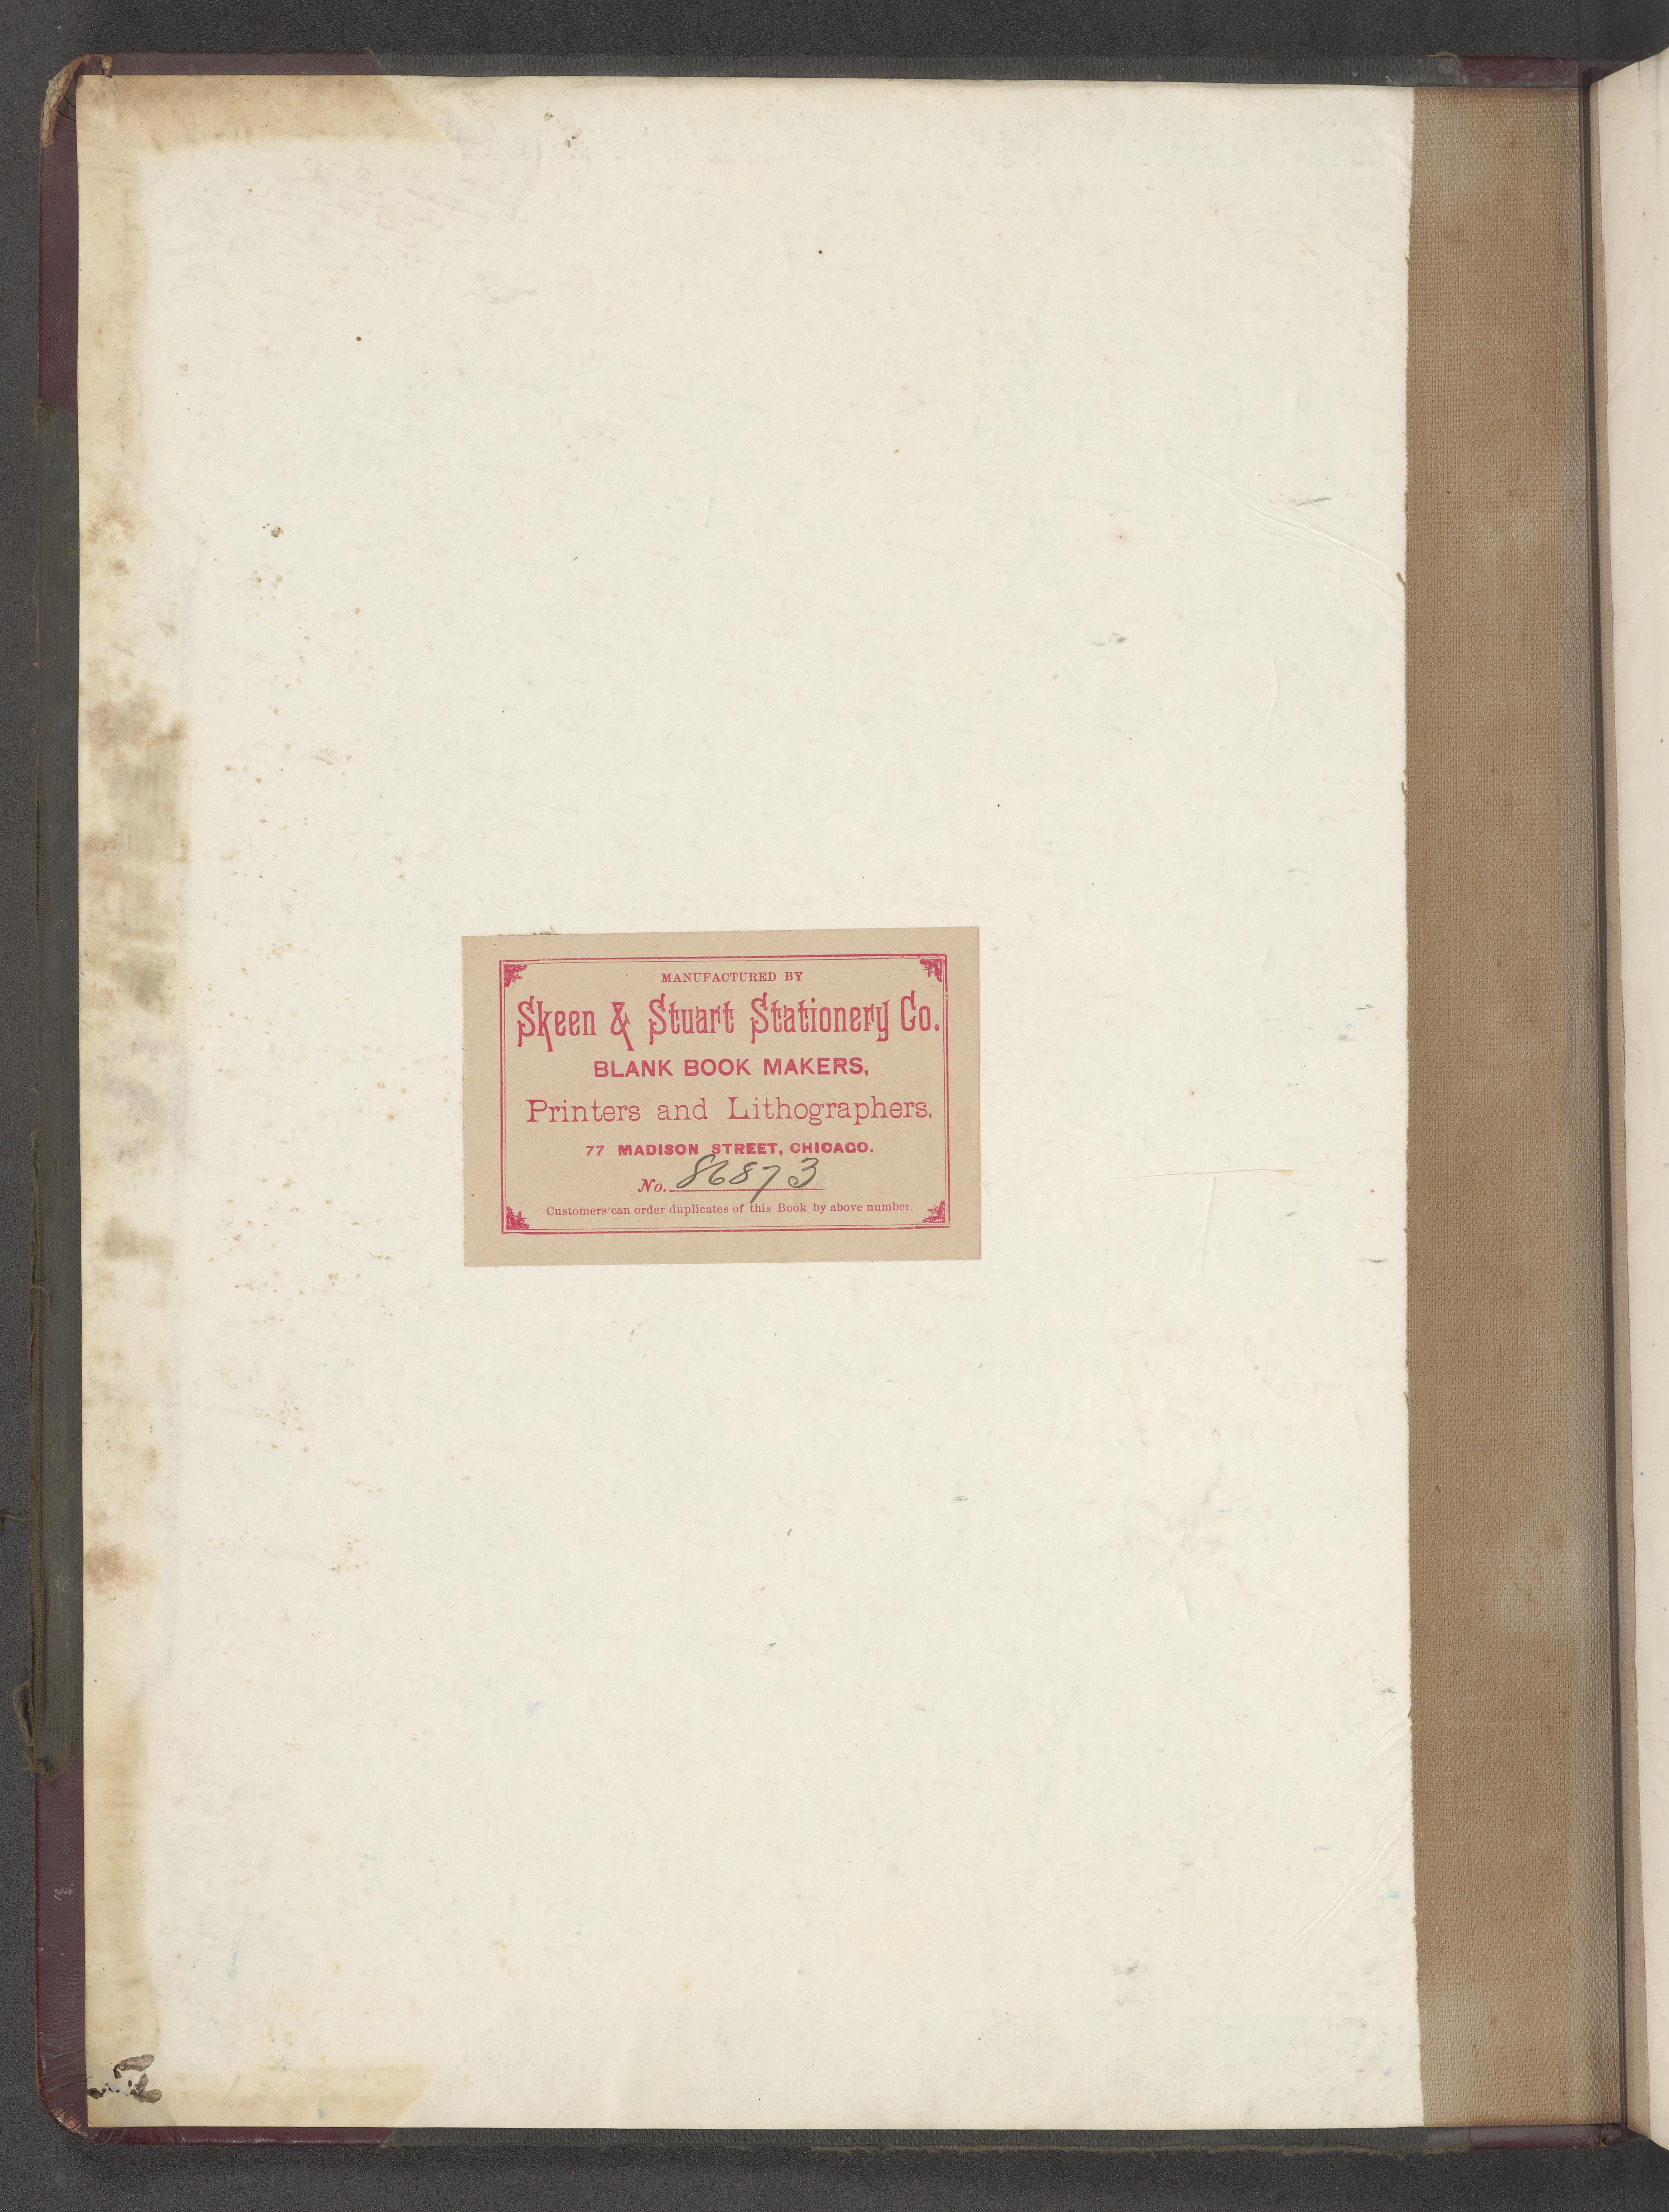 MANUFACTURED BY
Skeen & Stuart Stationery Co.
BLANK BOOK MAKERS,
Printers and Lithographers,
77 MADISON STREET, CHICAGO.
No. 86873
Customers can order duplicates of this Book by above number.